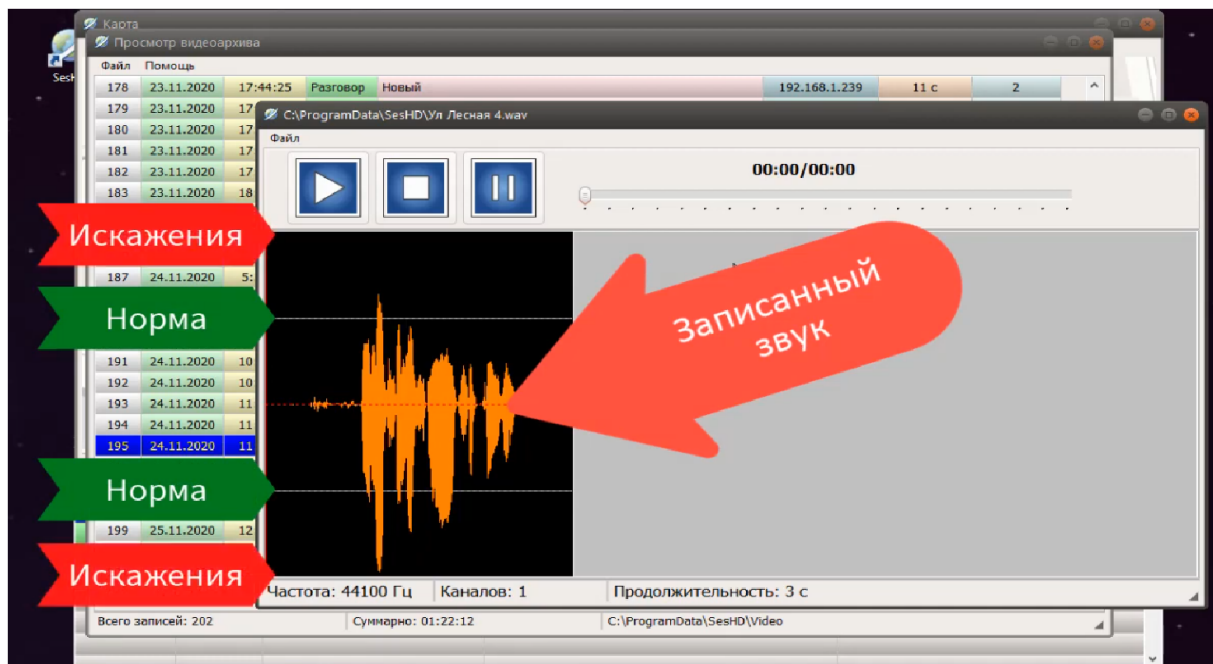 Карта
Просмотр видеоархива
Файл Помощь
178 23.11.2020 17:44:25 Разговор Новый 192.168.1.239 11 с 2
179 23.11.2020 17
C:\ProgramData\SesHD\Ул Лесная 4.wav
180 23.11.2020 17
Файл
181 23.11.2020 17
182 23.11.2020 17
00:00/00:00
183 23.11.2020 18
Искажения
187 24.11.2020 5:
Записанный
звук
Норма
191 24.11.2020 10
192 24.11.2020 10
193 24.11.2020 11
194 24.11.2020 11
195 24.11.2020 11
Норма
199 25.11.2020 12
Искажения
Частота: 44100 Гц Каналов: 1 Продолжительность: 3 с
Всего записей: 202 Суммарно: 01:22:12 C:\ProgramData\SesHD\Video